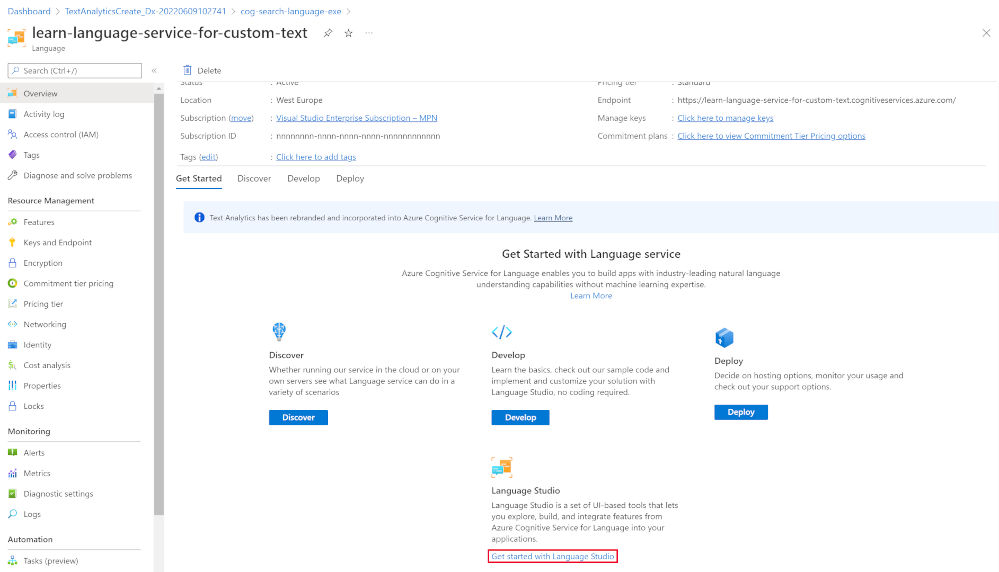 Dashboard > TextAnalyticsCreate_Dx-20220609102741 > cog-search-language-exe >
learn-language-service-for-custom-text
Language
Search (Ctrl+/)
Overview
Activity log
Access control (IAM)
Tags
Diagnose and solve problems
Resource Management
Features
Keys and Endpoint
Encryption
Commitment tier pricing
Pricing tier
Networking
Identity
Cost analysis
Properties
Locks
Monitoring
Alerts
Metrics
Diagnostic settings
Logs
Automation
Tasks (preview)
Delete
Status : Active
Location : West Europe
Subscription (move) : Visual Studio Enterprise Subscription – MPN
Subscription ID : nnnnnnnn-nnnn-nnnn-nnnn-nnnnnnnnnnnn
Tags (edit) : Click here to add tags
Pricing tier : Standard
Endpoint : https://learn-language-service-for-custom-text.cognitiveservices.azure.com/
Manage keys : Click here to manage keys
Commitment plans : Click here to view Commitment Tier Pricing options
Get Started Discover Develop Deploy
Text Analytics has been rebranded and incorporated into Azure Cognitive Service for Language. Learn More
Get Started with Language service
Azure Cognitive Service for Language enables you to build apps with industry-leading natural language
understanding capabilities without machine learning expertise.
Learn More
Discover
Whether running our service in the cloud or on your
own servers see what Language service can do in a
variety of scenarios
Discover
Develop
Learn the basics, check out our sample code and
implement and customize your solution with
Language Studio, no coding required.
Develop
Deploy
Decide on hosting options, monitor your usage and
check out your support options.
Deploy
Language Studio
Language Studio is a set of UI-based tools that lets
you explore, build, and integrate features from
Azure Cognitive Service for Language into your
applications.
Get started with Language Studio